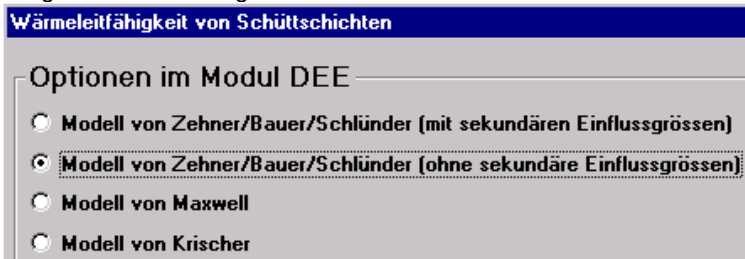 Wärmeleitfähigkeit von Schüttschichten
Optionen im Modul DEE
Modell von Zehner/Bauer/Schlünder (mit sekundären Einflussgrössen)
Modell von Zehner/Bauer/Schlünder (ohne sekundäre Einflussgrössen)
Modell von Maxwell
Modell von Krischer